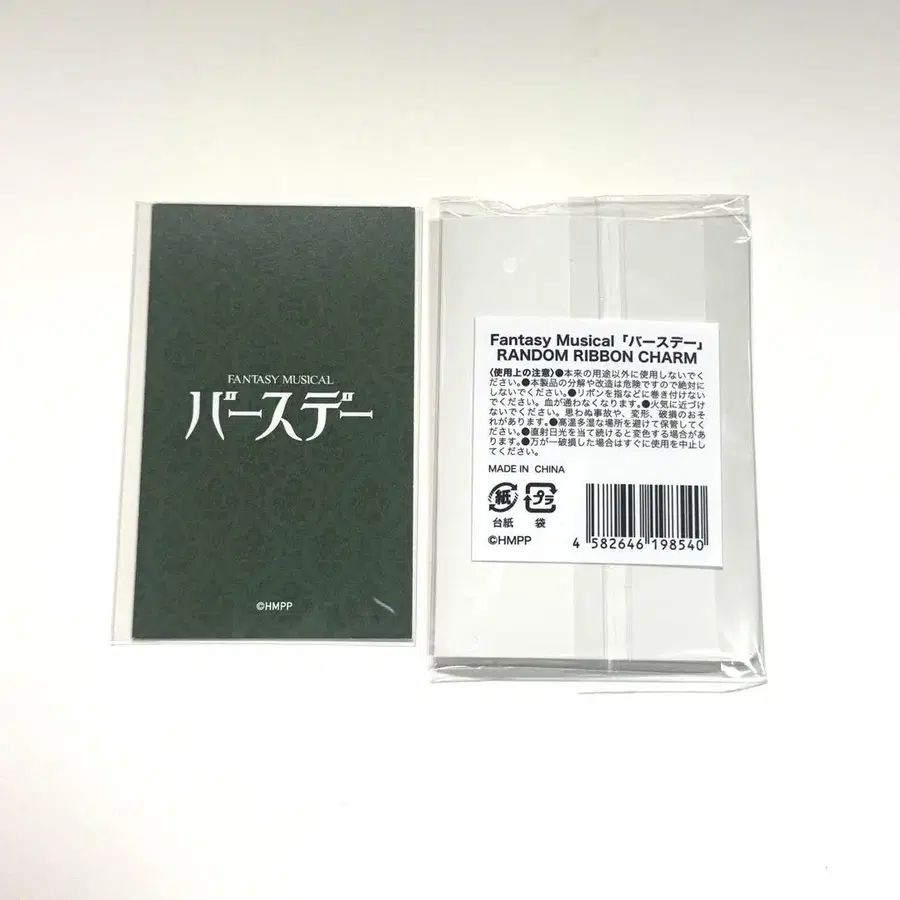 FANTASY MUSICAL
バースデー
©HMPP
Fantasy Musical「バースデー」
RANDOM RIBBON CHARM
〈使用上の注意〉●本来の用途以外に使用しないでく
ださい。●本製品の分解や改造は危険ですので絶対に
しないでください。●リボンを指などに巻き付けない
でください。血が通わなくなります。●火気に近づけ
ないでください。思わぬ事故や、変形、破損のおそ
れがあります。●高温多湿な場所を避けて保管してく
ださい。●直射日光を当て続けると変色する場合があ
ります。●万が一破損した場合はすぐに使用を中止し
てください。
MADE IN CHINA
紙 プラ
台紙 袋
©HMPP
4 582646 198540